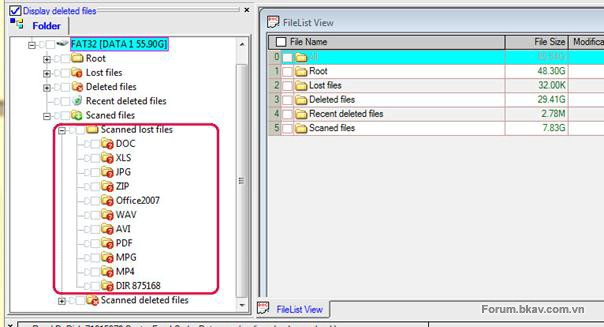 Display deleted files
Folder
FAT32 [DATA 1 55.90G]
Root
Lost files
Deleted files
Recent deleted files
Scaned files
Scanned lost files
DOC
XLS
JPG
ZIP
Office2007
WAV
AVI
PDF
MPG
MP4
DIR 875168
Scanned deleted files
FileList View
File Name File Size Modifica
0 All
1 Root 48.30G
2 Lost files 32.00K
3 Deleted files 29.41G
4 Recent deleted files 2.78M
5 Scaned files 7.83G
FileList View
Forum.bkav.com